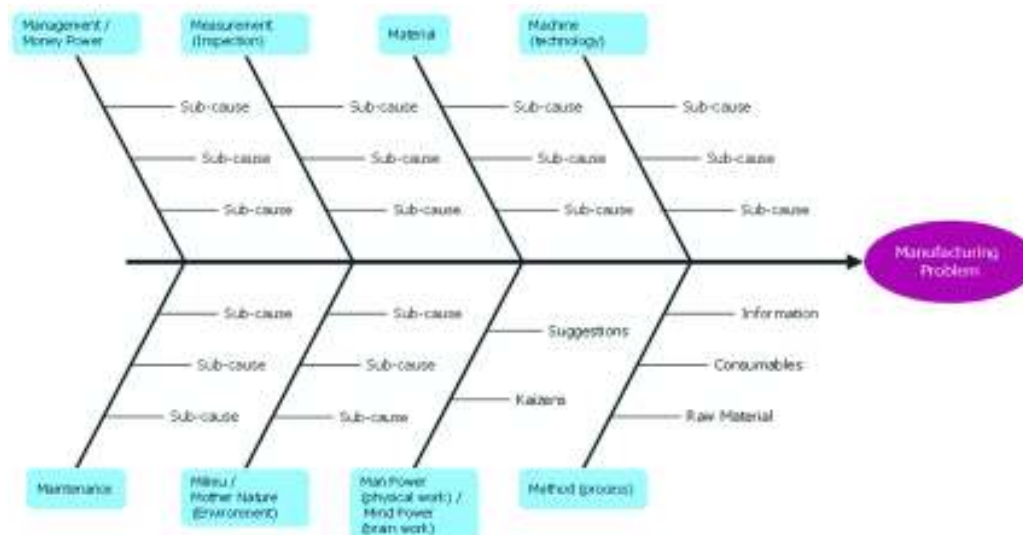 Management /
Money Power
Measurement
(Inspection)
Material
Machine
(technology)
Sub-cause
Sub-cause
Sub-cause
Sub-cause
Sub-cause
Sub-cause
Sub-cause
Sub-cause
Sub-cause
Sub-cause
Sub-cause
Sub-cause
Manufacturing
Problem
Sub-cause
Sub-cause
Suggestions
Information
Sub-cause
Sub-cause
Consumables
Kaizens
Sub-cause
Sub-cause
Raw Material
Maintenance
Milieu /
Mother Nature
(Environment)
Man Power
(physical work) /
Mind Power
(brain work)
Method (process)